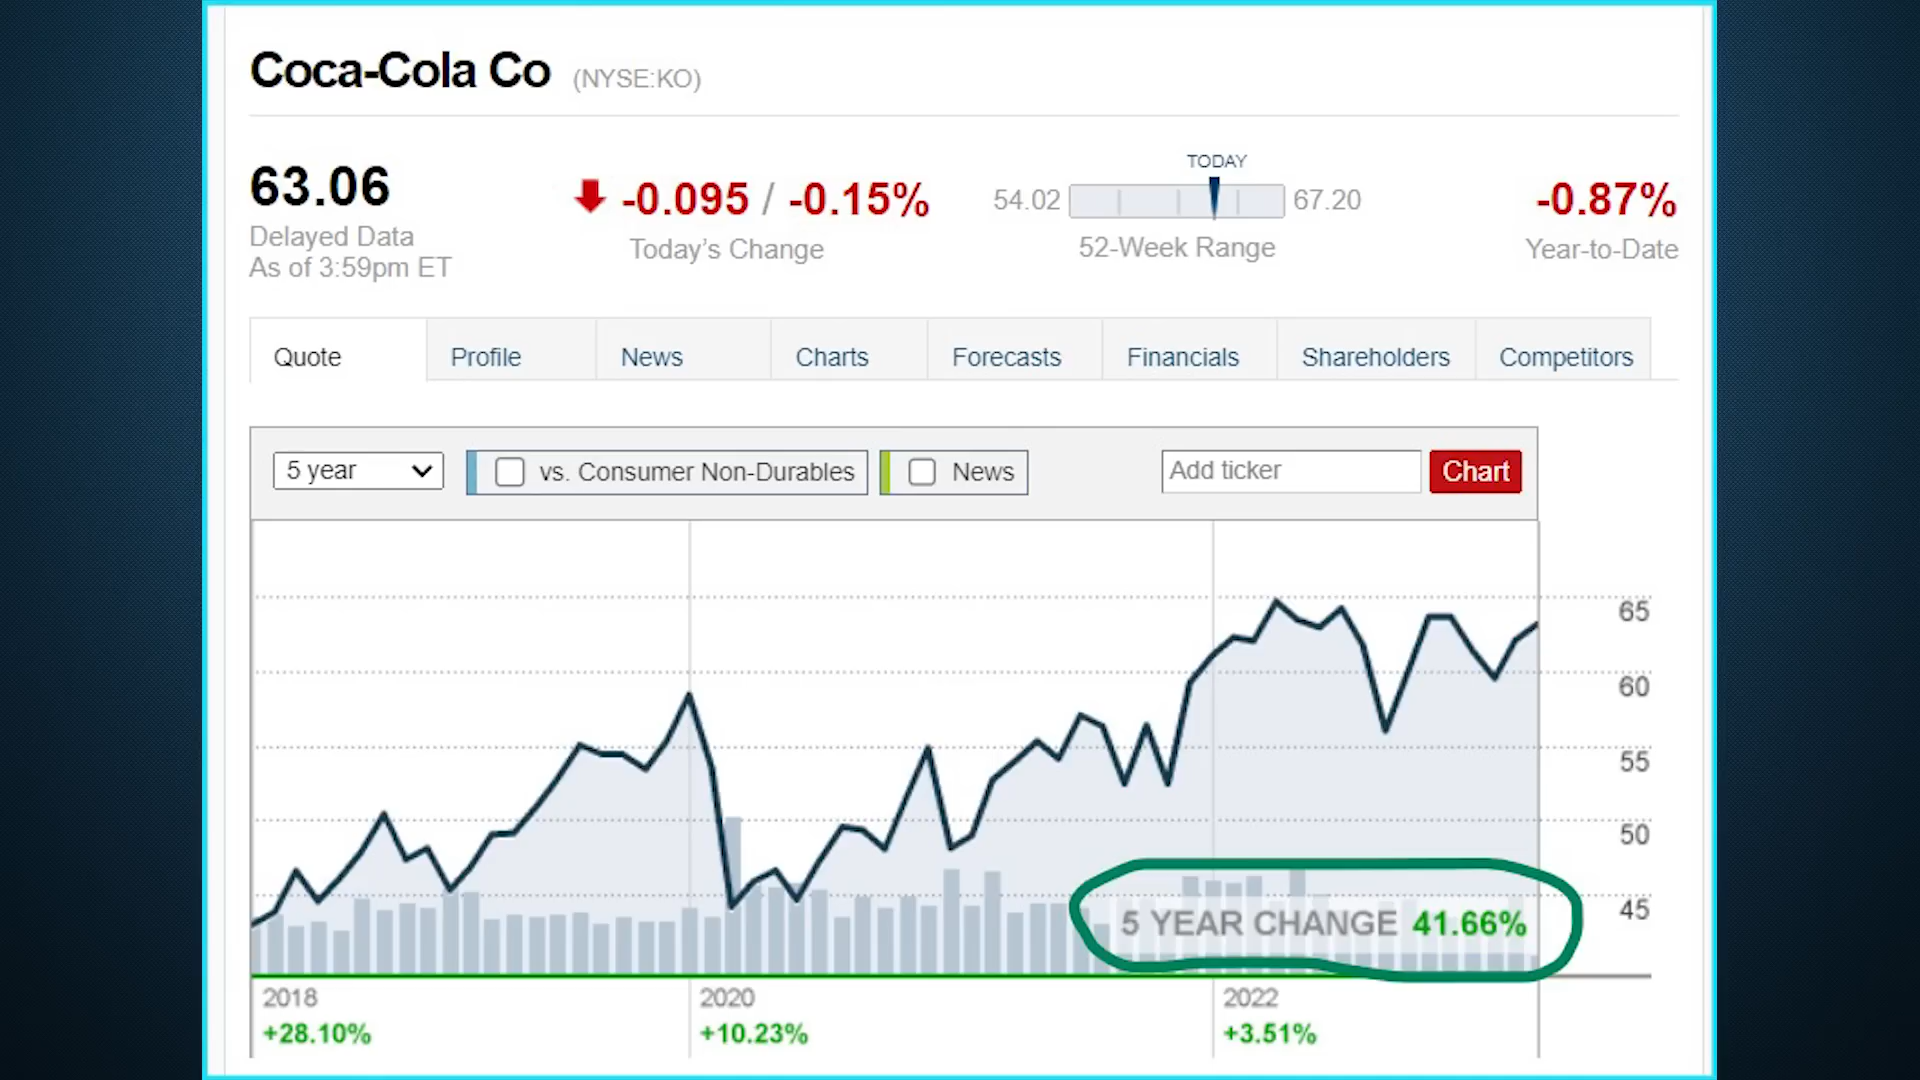 Coca-Cola Co (NYSE:KO)
TODAY
63.06 -0.095 / -0.15% 54.02 67.20 -0.87%
Delayed Data Today's Change 52-Week Range Year-to-Date
As of 3:59pm ET
Quote Profile News Charts Forecasts Financials Shareholders Competitors
5 year vs. Consumer Non-Durables News Add ticker Chart
65
60
55
50
45
5 YEAR CHANGE 41.66%
2018 2020 2022
+28.10% +10.23% +3.51%